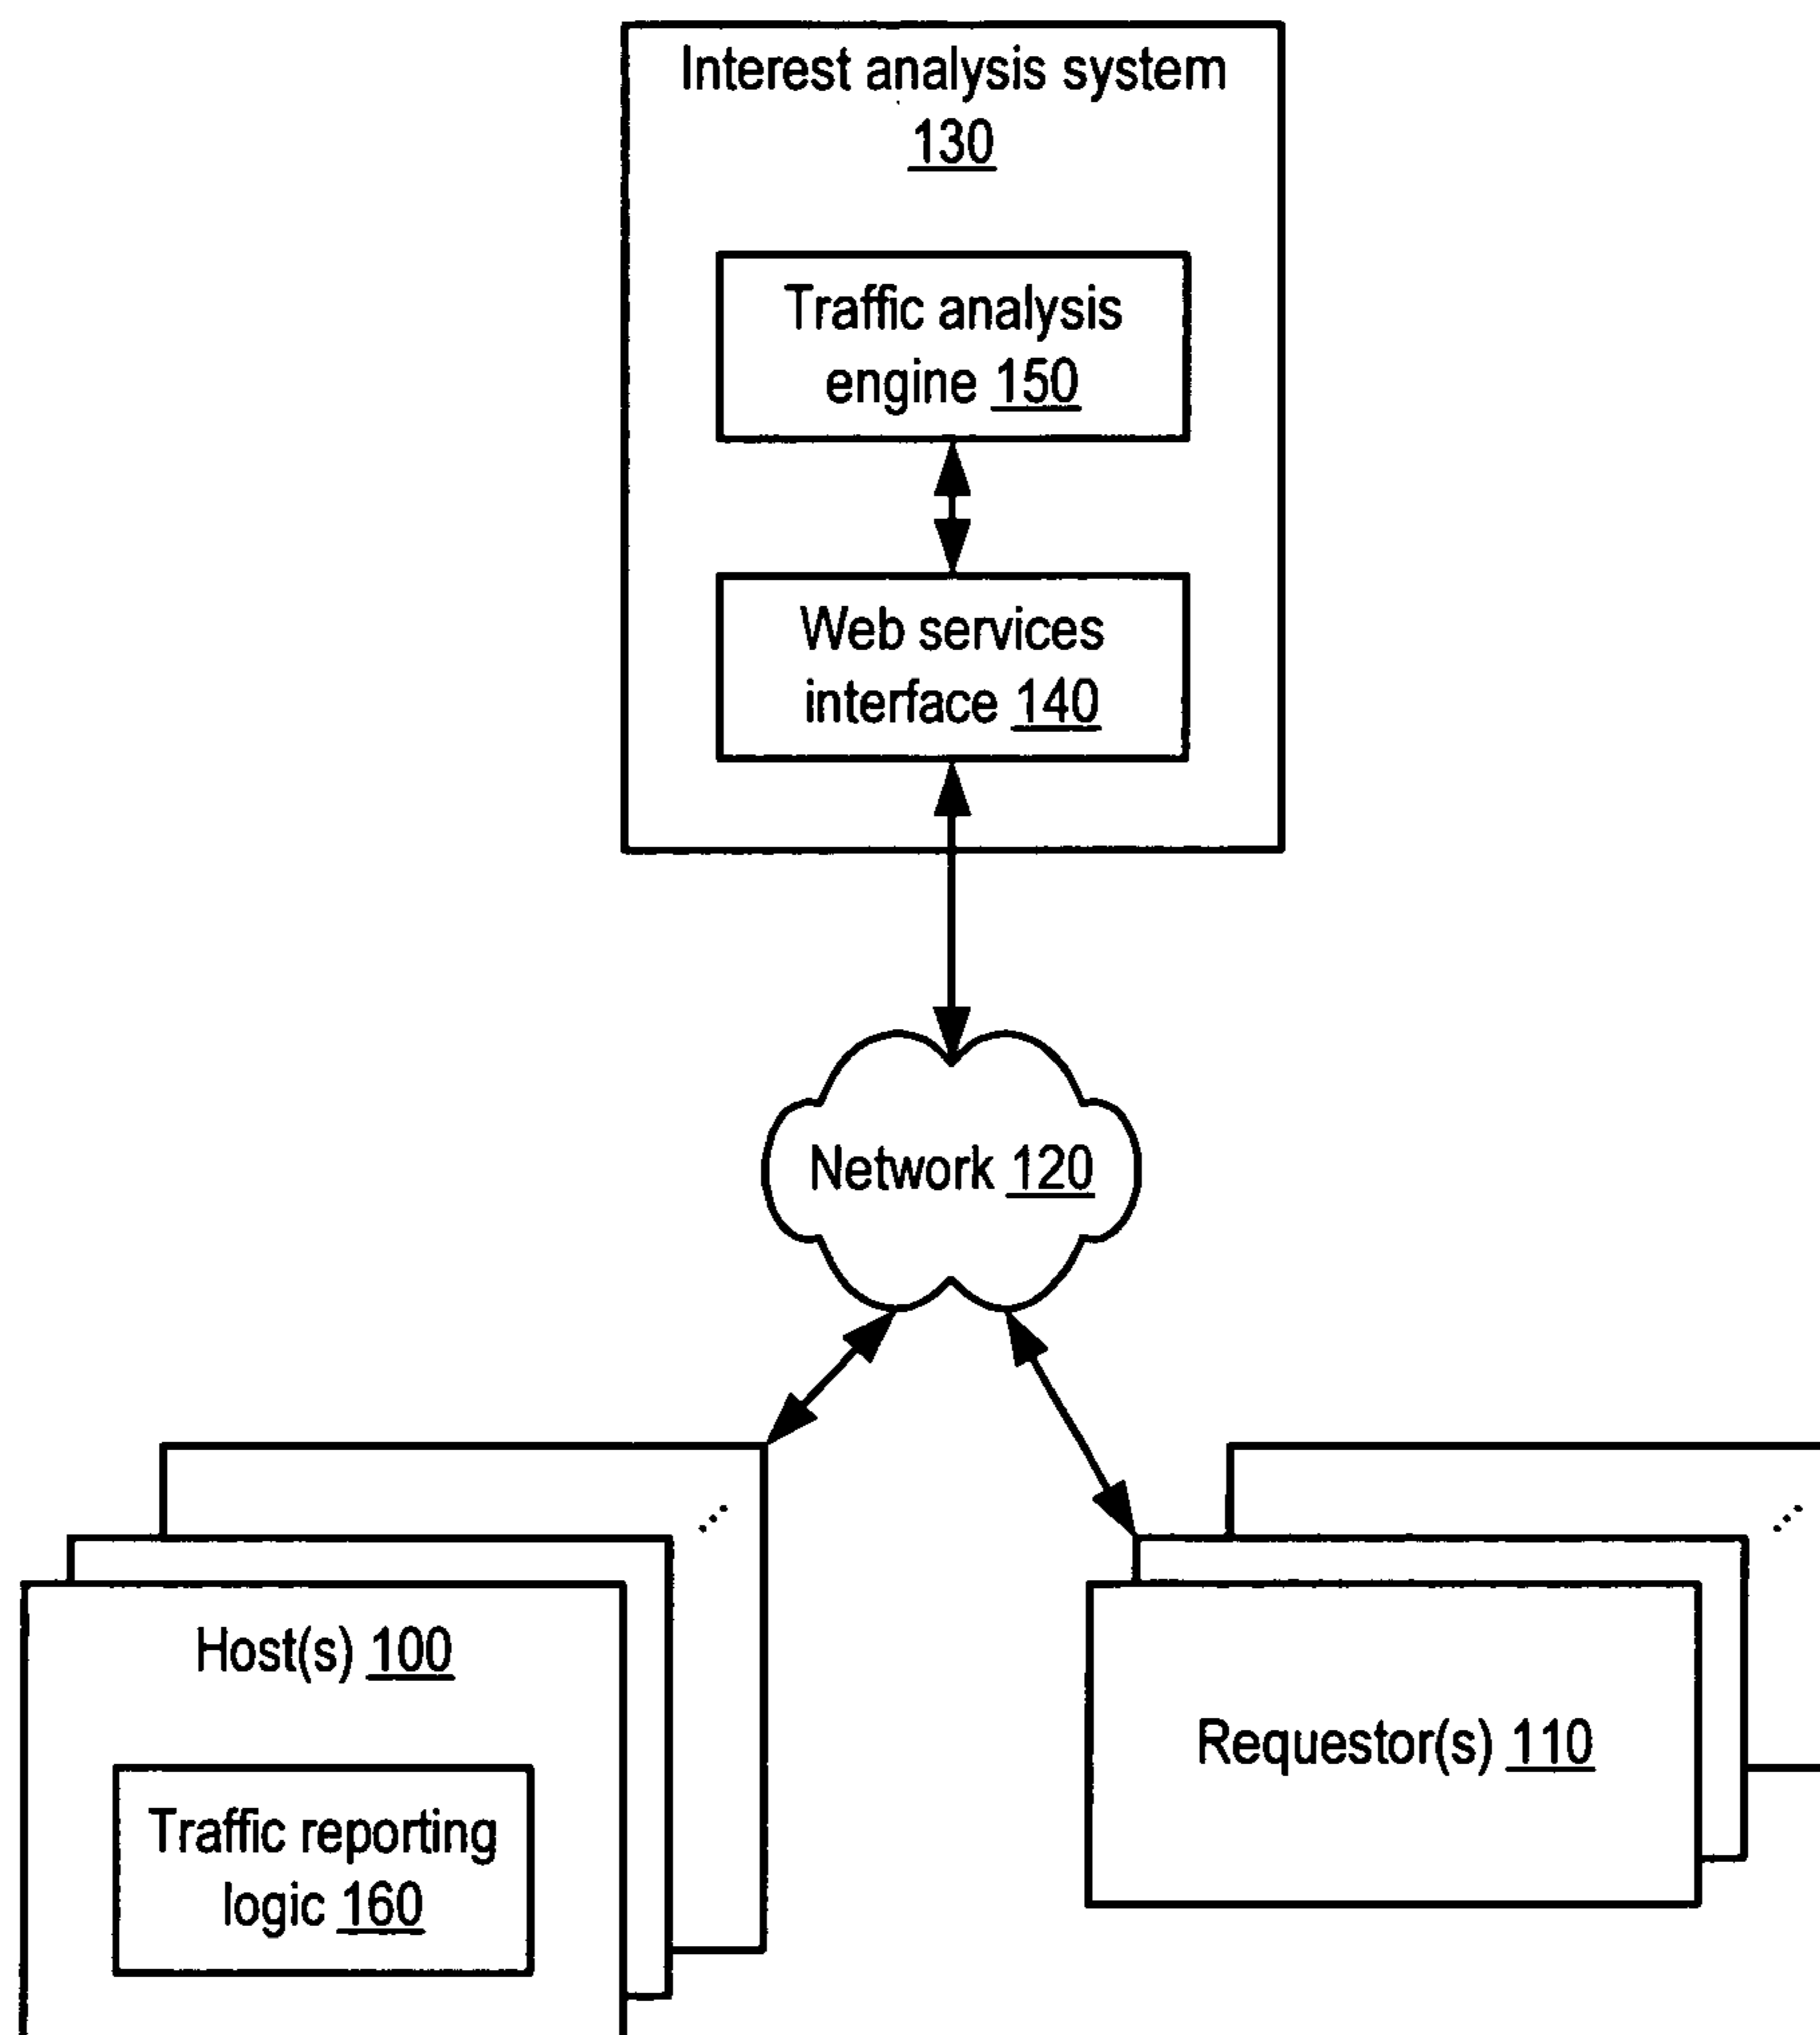 Interest analysis system
130
Traffic analysis
engine 150
Web services
interface 140
Network 120
Host(s) 100
Traffic reporting
logic 160
Requestor(s) 110